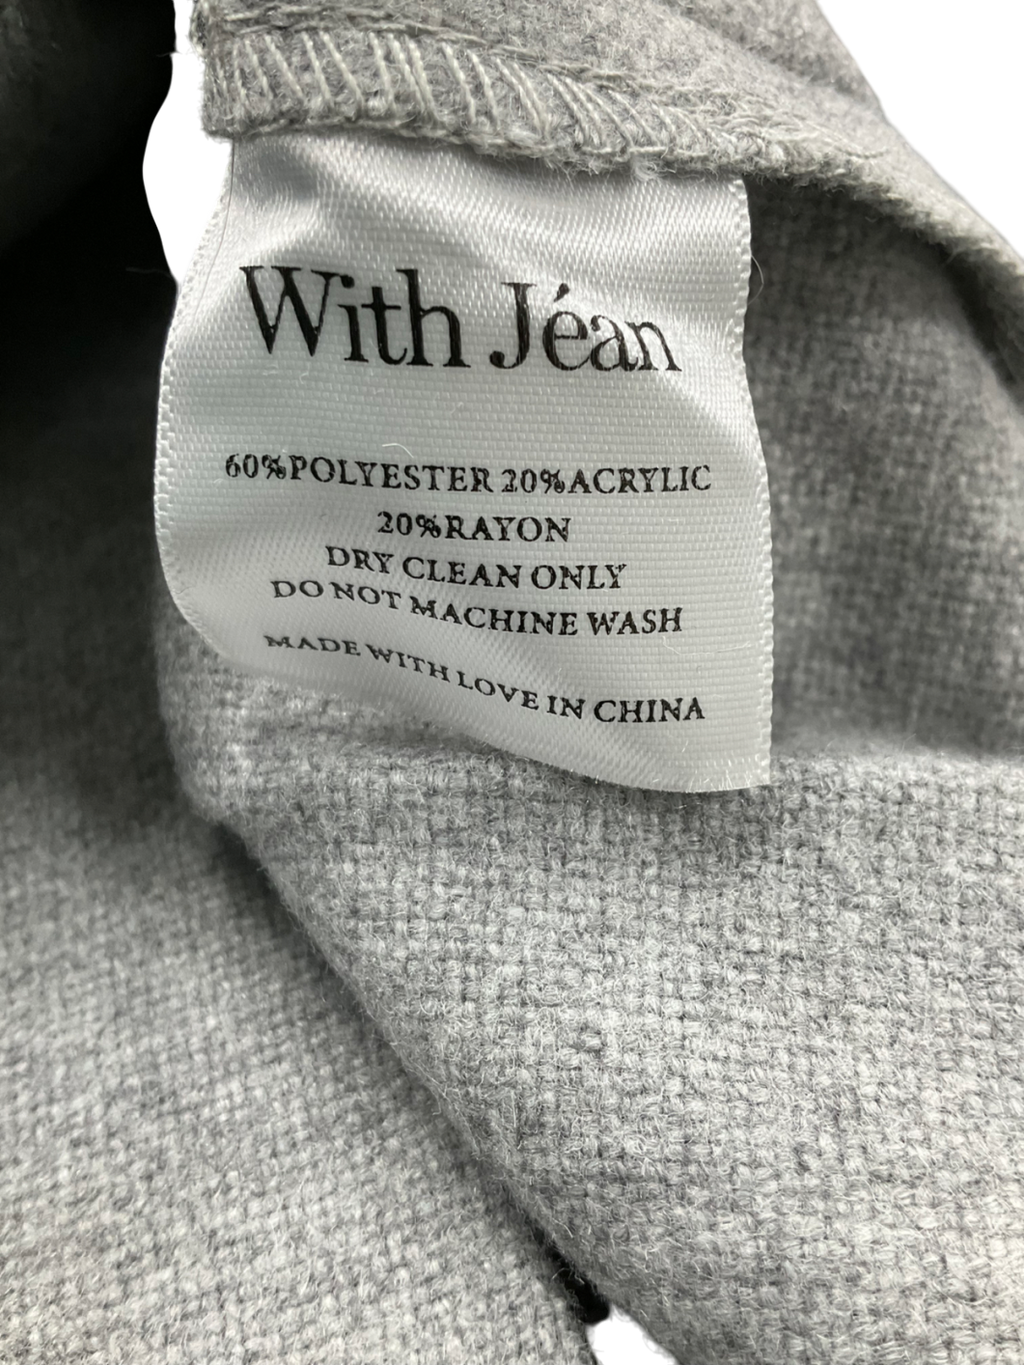 With Jéan
60%POLYESTER 20%ACRYLIC
20%RAYON
DRY CLEAN ONLY
DO NOT MACHINE WASH
MADE WITH LOVE IN CHINA